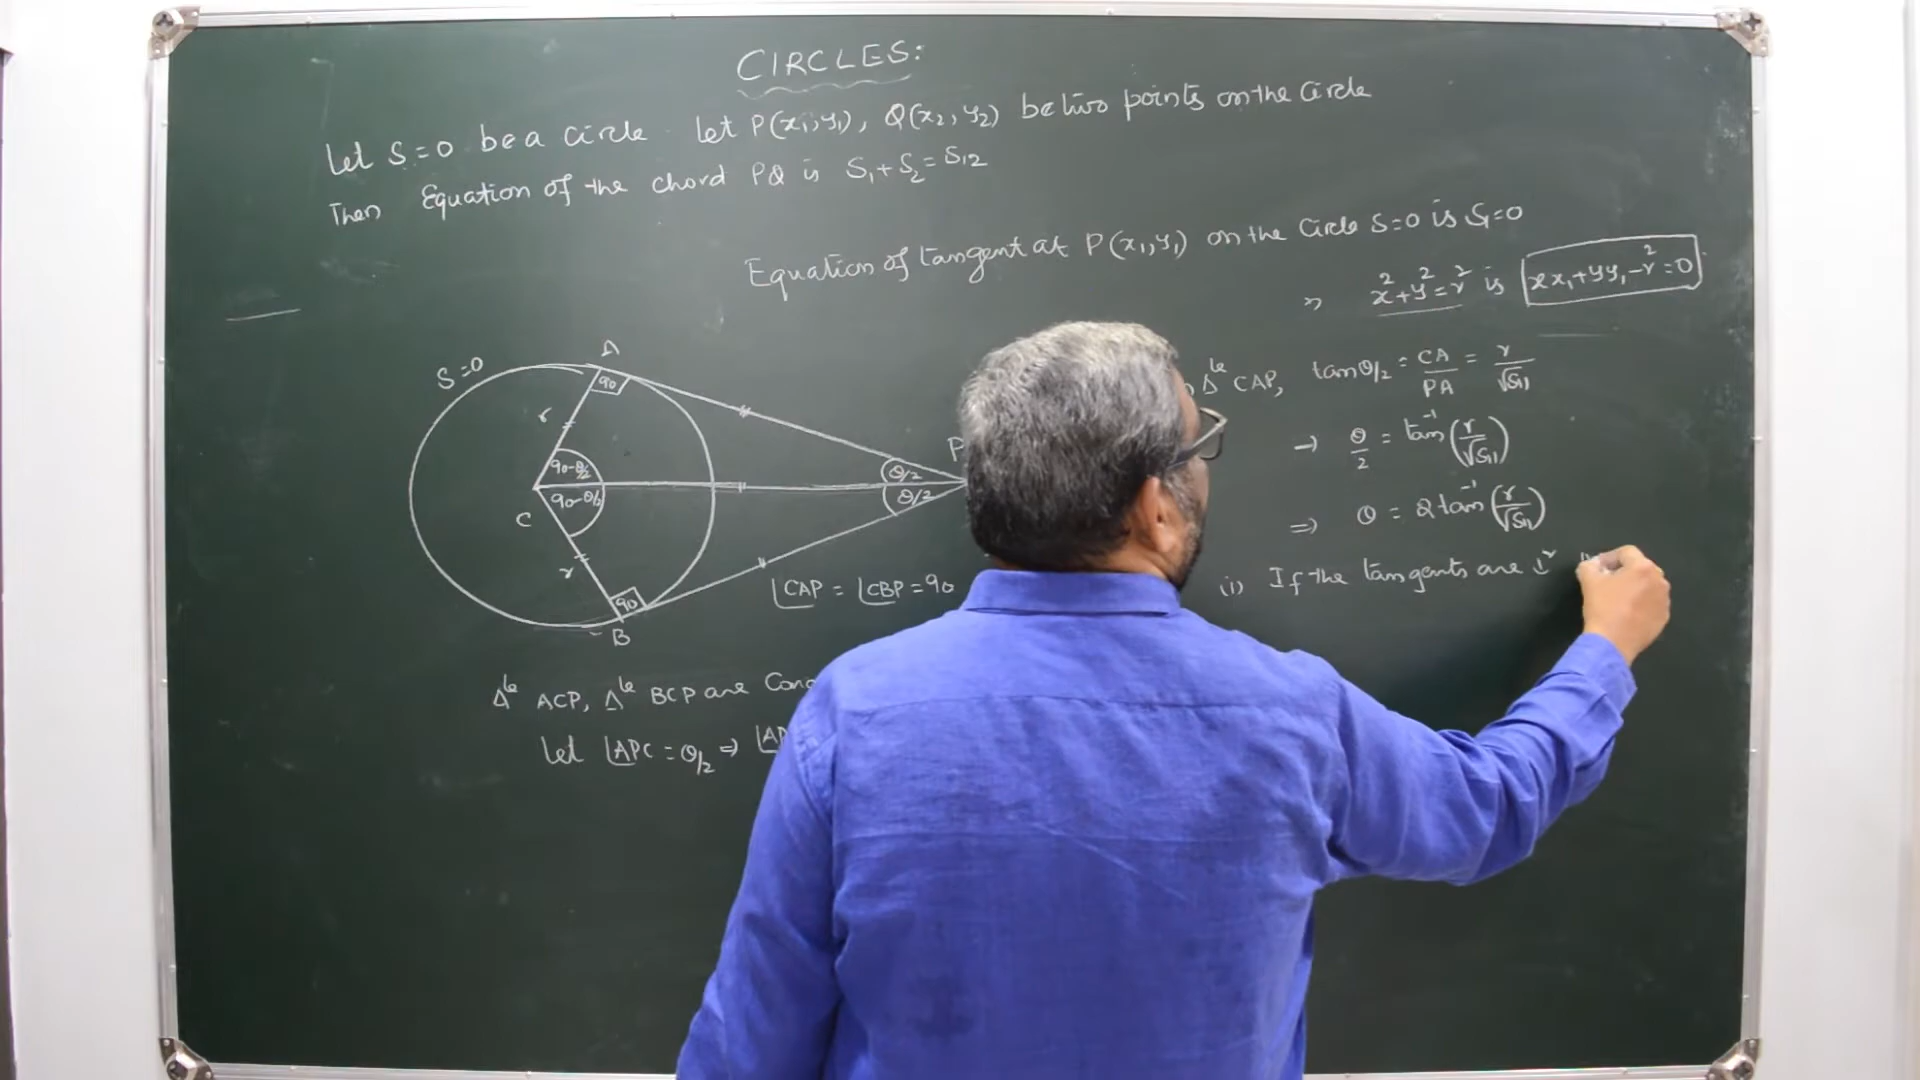 CIRCLES:
Let S=0 be a circle. Let P(x₁,y₁), Q(x₂,y₂) be two points on the circle
Then Equation of the chord PQ is S₁+S₂=S₁₂
Equation of tangent at P(x₁,y₁) on the circle S=0 is S₁=0
" x²+y²=r² is xx₁+yy₁-r²=0
S=0
A
90
r
90-θ/2
90-θ/2
C
r
90
B
θ/2
θ/2
P
∠CAP = ∠CBP = 90
Δle ACP, Δle BCP are
Let ∠APC = θ/2 ⇒
Δle CAP, tanθ/2 = CA/PA = r/√S₁₁
→ θ/2 = tan⁻¹(r/√S₁₁)
⇒ θ = 2tan⁻¹(r/√S₁₁)
(i) If the tangents are ⊥r